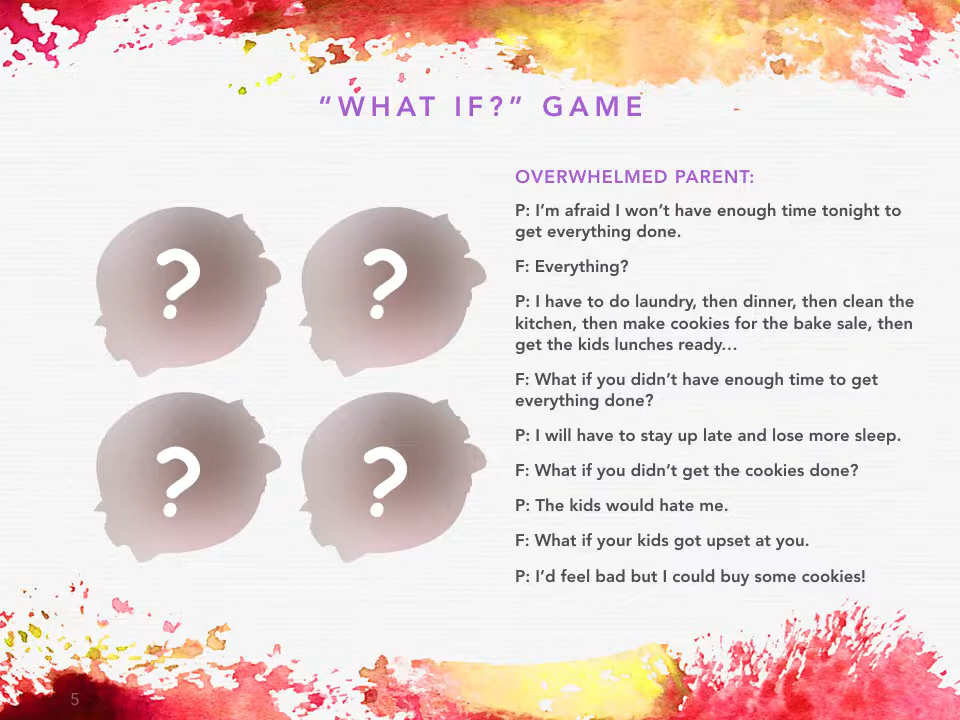 “WHAT IF?” GAME
?
?
?
?
OVERWHELMED PARENT:
P: I’m afraid I won’t have enough time tonight to
get everything done.
F: Everything?
P: I have to do laundry, then dinner, then clean the
kitchen, then make cookies for the bake sale, then
get the kids lunches ready…
F: What if you didn’t have enough time to get
everything done?
P: I will have to stay up late and lose more sleep.
F: What if you didn’t get the cookies done?
P: The kids would hate me.
F: What if your kids got upset at you.
P: I’d feel bad but I could buy some cookies!
5